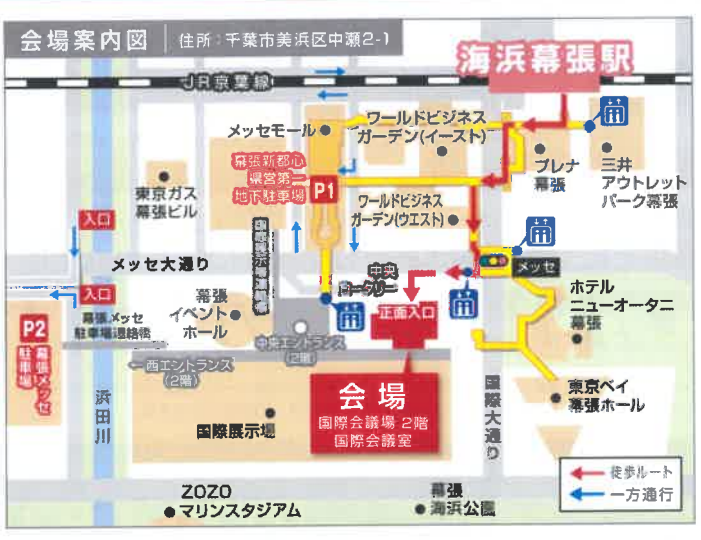 会場案内図
住所:千葉市美浜区中瀬2-1
海浜幕張駅
JR京葉線
メッセモール
ワールドビジネス
ガーデン(イースト)
幕張新都心
県営第一
地下駐車場
P1
プレナ
幕張
三井
アウトレット
パーク幕張
東京ガス
幕張ビル
ワールドビジネス
ガーデン(ウエスト)
入口
メッセ大通り
中央
ロータリー
メッセ
入口
幕張メッセ
駐車場連絡橋
幕張
イベント
ホール
正面入口
ホテル
ニューオータニ
幕張
P2
幕張メッセ
駐車場
中央エントランス
(2階)
西エントランス
(2階)
浜田川
国際展示場
会場
国際会議場 2階
国際会議室
国際大通り
東京ベイ
幕張ホール
徒歩ルート
一方通行
ZOZO
マリンスタジアム
幕張
海浜公園